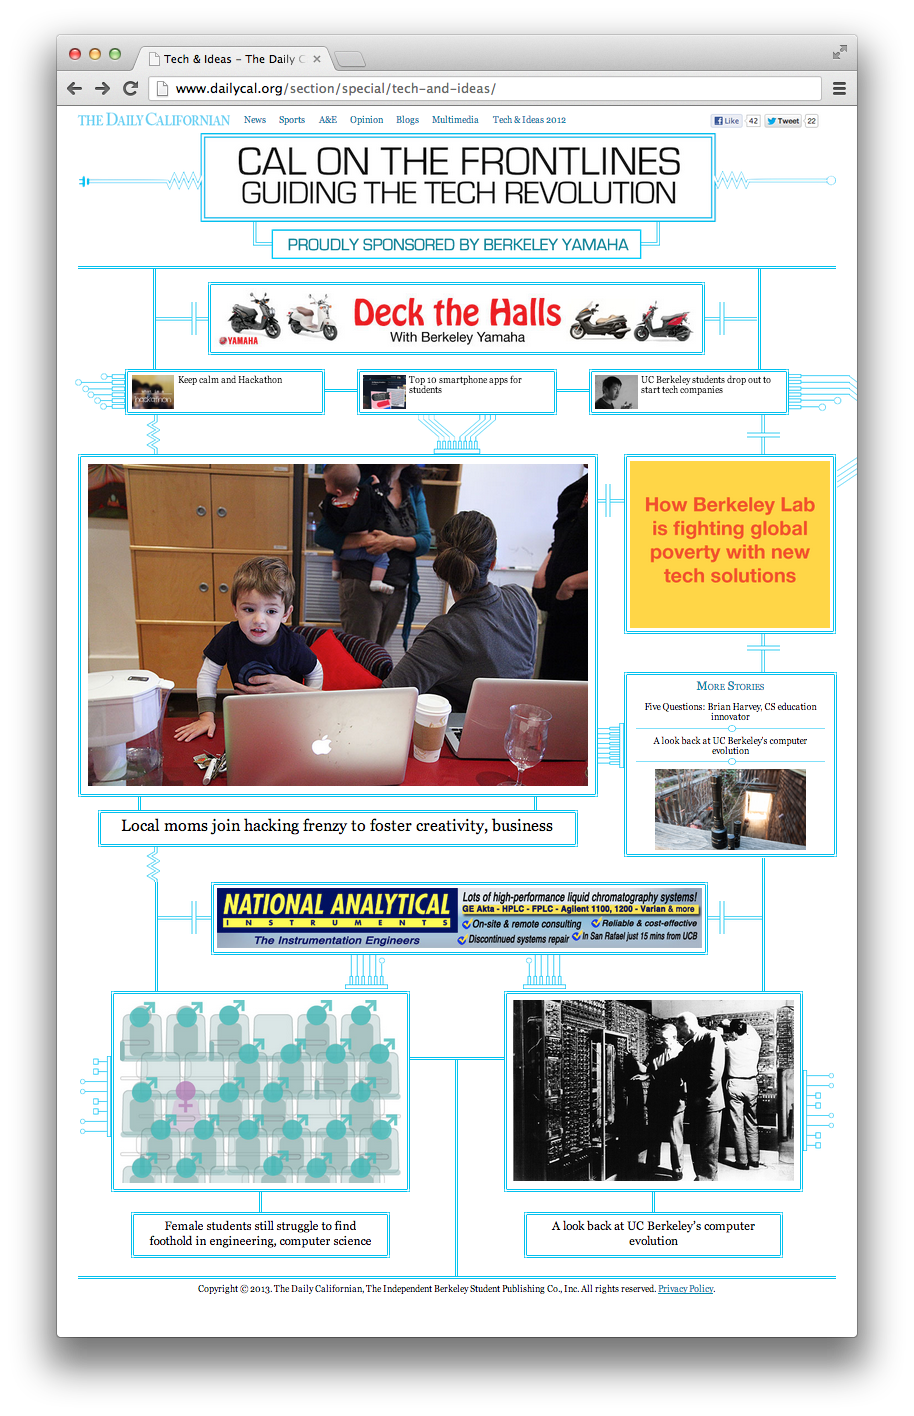 Tech & Ideas – The Daily C
www.dailycal.org/section/special/tech-and-ideas/
THE DAILY CALIFORNIAN
News Sports A&E Opinion Blogs Multimedia Tech & Ideas 2012
Like 42 Tweet 22
CAL ON THE FRONTLINES
GUIDING THE TECH REVOLUTION
PROUDLY SPONSORED BY BERKELEY YAMAHA
Deck the Halls
With Berkeley Yamaha
YAMAHA
Keep calm and Hackathon
hackathon
Top 10 smartphone apps for
students
UC Berkeley students drop out to
start tech companies
How Berkeley Lab
is fighting global
poverty with new
tech solutions
MORE STORIES
Five Questions: Brian Harvey, CS education
innovator
A look back at UC Berkeley's computer
evolution
Local moms join hacking frenzy to foster creativity, business
NATIONAL ANALYTICAL
INSTRUMENTS
The Instrumentation Engineers
Lots of high-performance liquid chromatography systems!
GE Akta - HPLC - FPLC - Agilent 1100, 1200 - Varian & more
On-site & remote consulting
Reliable & cost-effective
Discontinued systems repair
In San Rafael just 15 mins from UCB
Female students still struggle to find
foothold in engineering, computer science
A look back at UC Berkeley's computer
evolution
Copyright © 2013. The Daily Californian, The Independent Berkeley Student Publishing Co., Inc. All rights reserved. Privacy Policy.